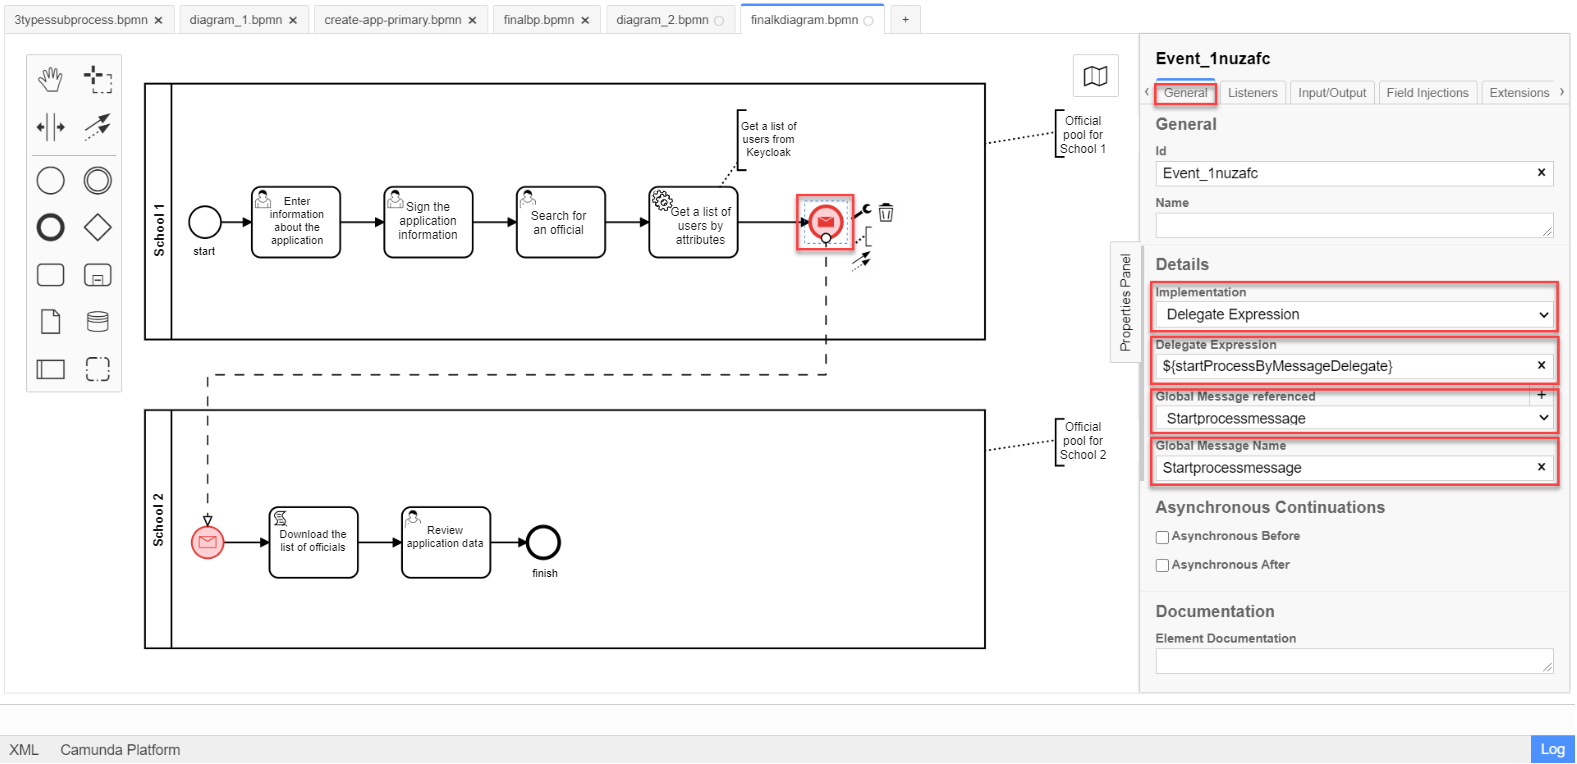 3typessubprocess.bpmn ×
diagram_1.bpmn ×
create-app-primary.bpmn ×
finalbp.bpmn ×
diagram_2.bpmn
finalkdiagram.bpmn
+
School 1
start
Enter
information
about the
application
Sign the
application
information
Search for
an official
Get a list of
users by
attributes
Get a list of
users from
Keycloak
Official
pool for
School 1
School 2
Download the
list of officials
Review
application data
finish
Official
pool for
School 2
Properties Panel
Event_1nuzafc
‹ General Listeners Input/Output Field Injections Extensions ›
General
Id
Event_1nuzafc ×
Name
Details
Implementation
Delegate Expression
Delegate Expression
${startProcessByMessageDelegate} ×
Global Message referenced +
Startprocessmessage
Global Message Name
Startprocessmessage ×
Asynchronous Continuations
Asynchronous Before
Asynchronous After
Documentation
Element Documentation
XML Camunda Platform Log